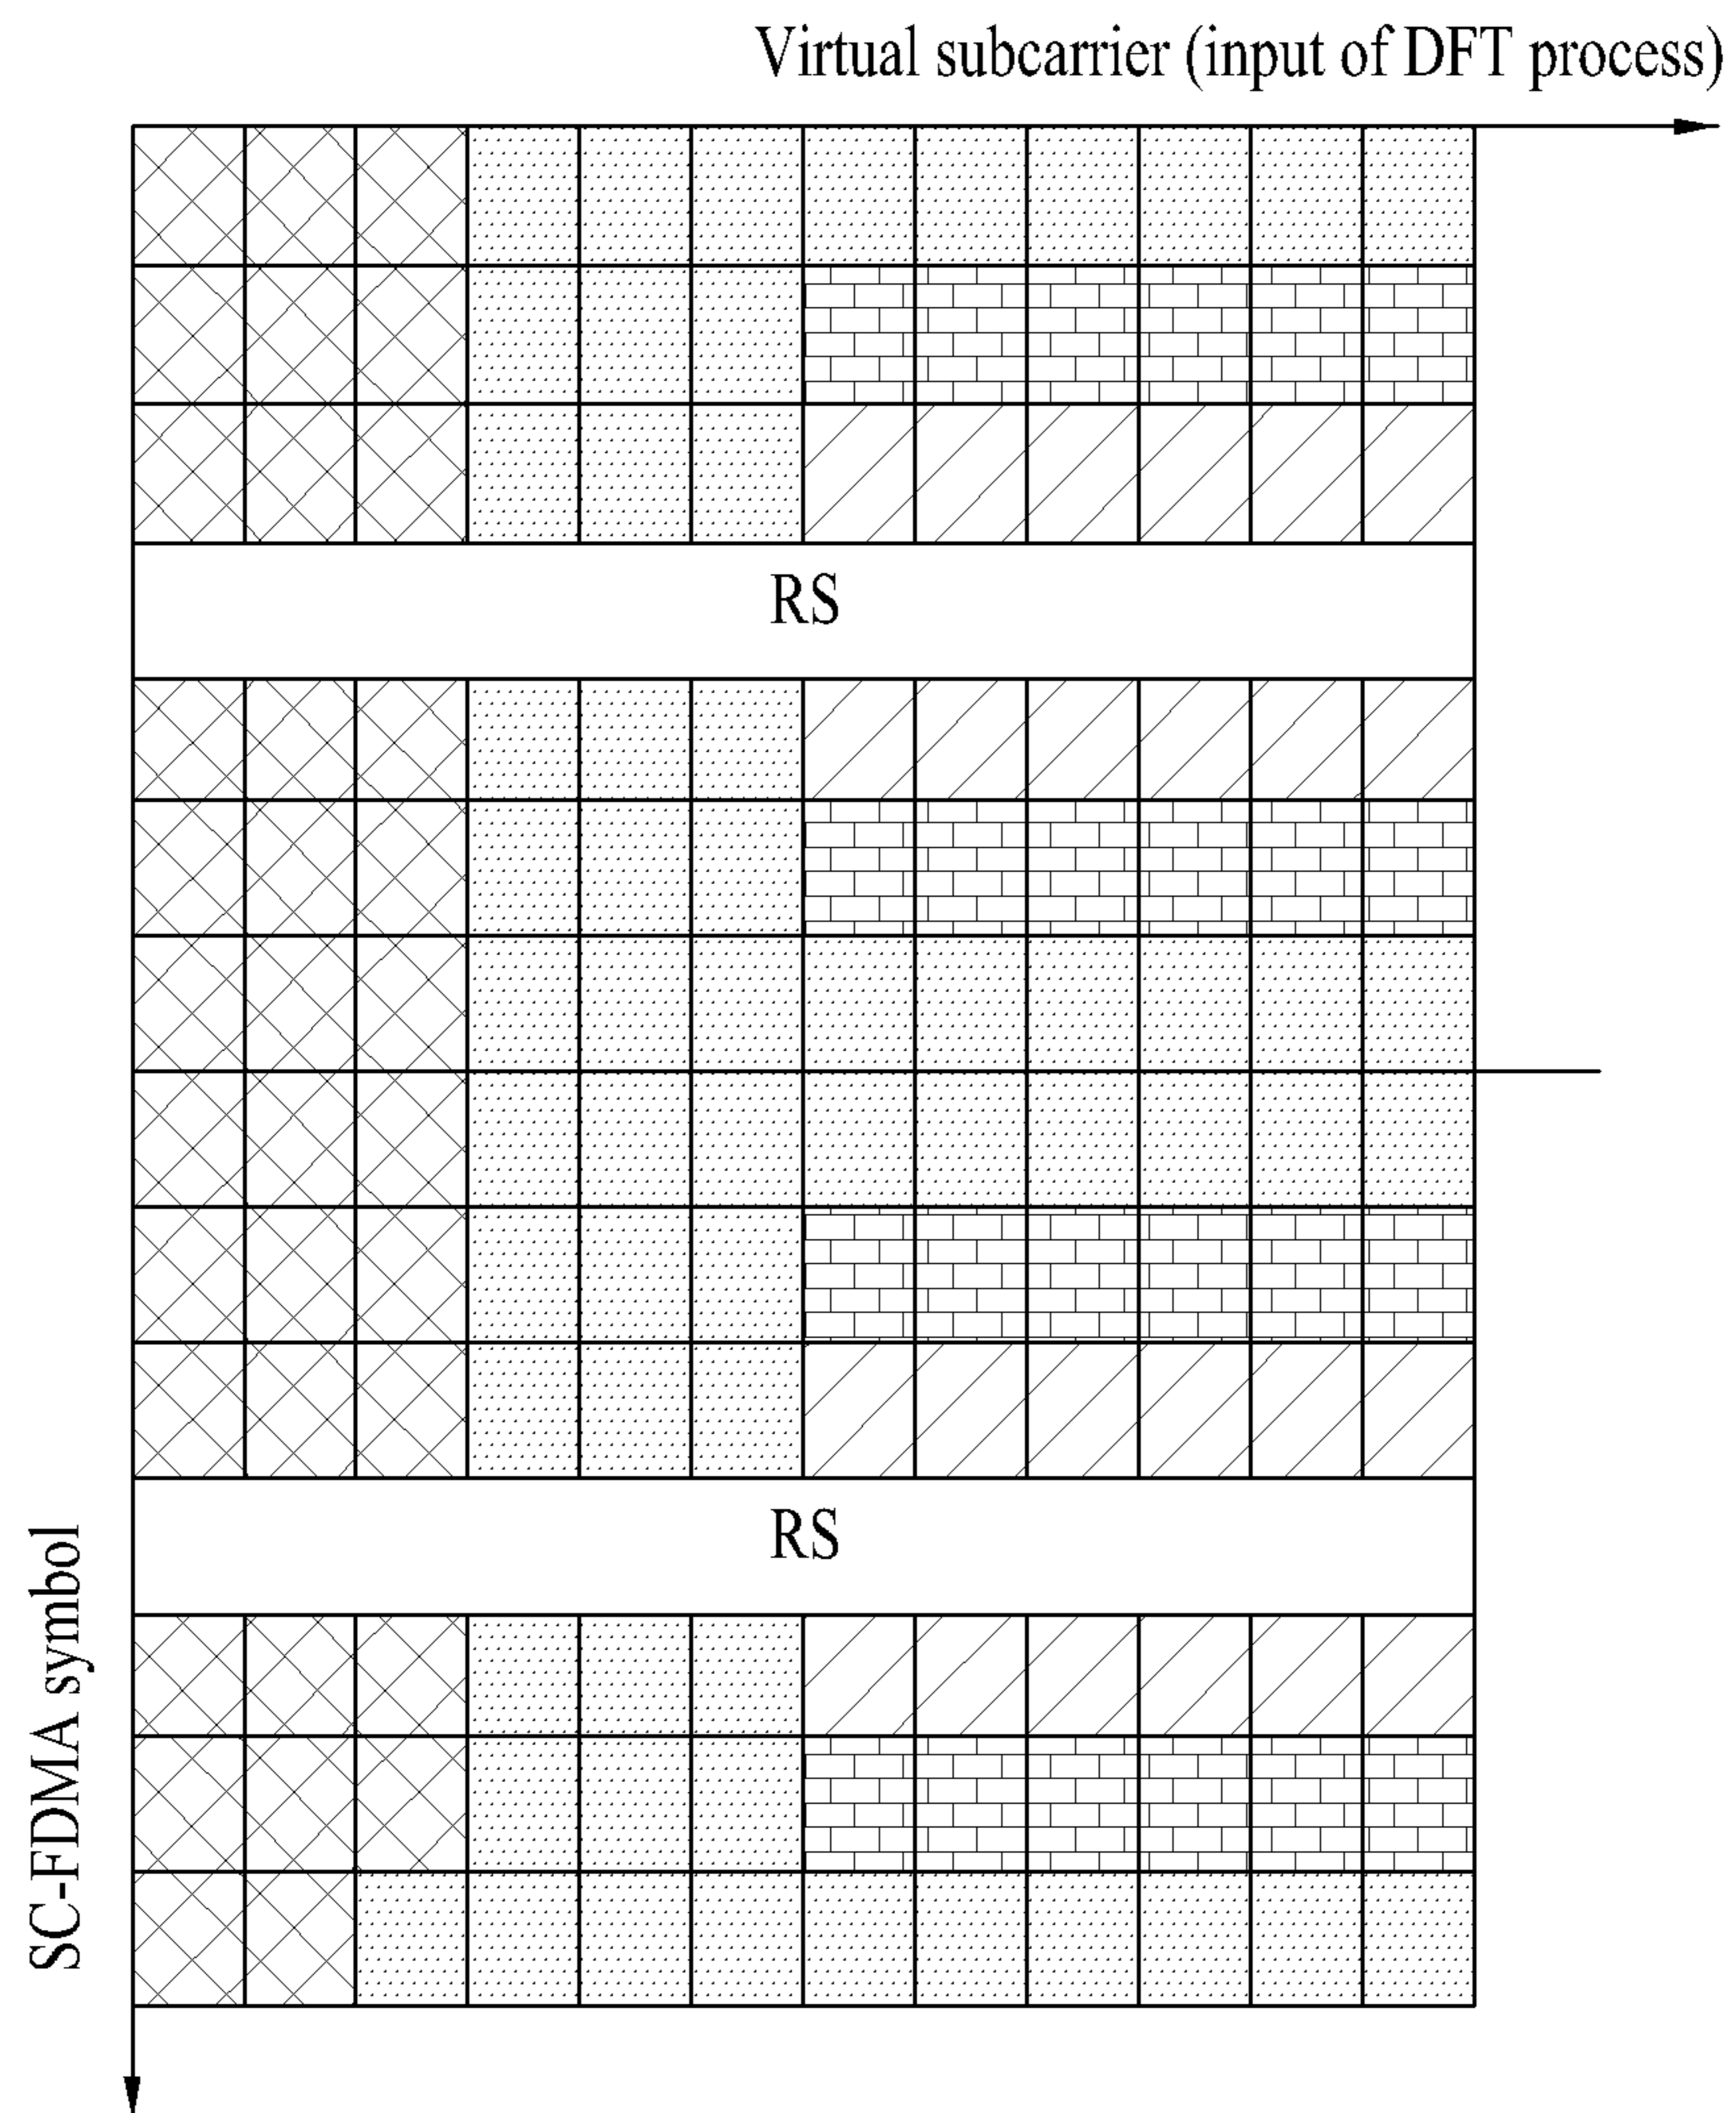 Virtual subcarrier (input of DFT process)
RS
RS
SC-FDMA symbol